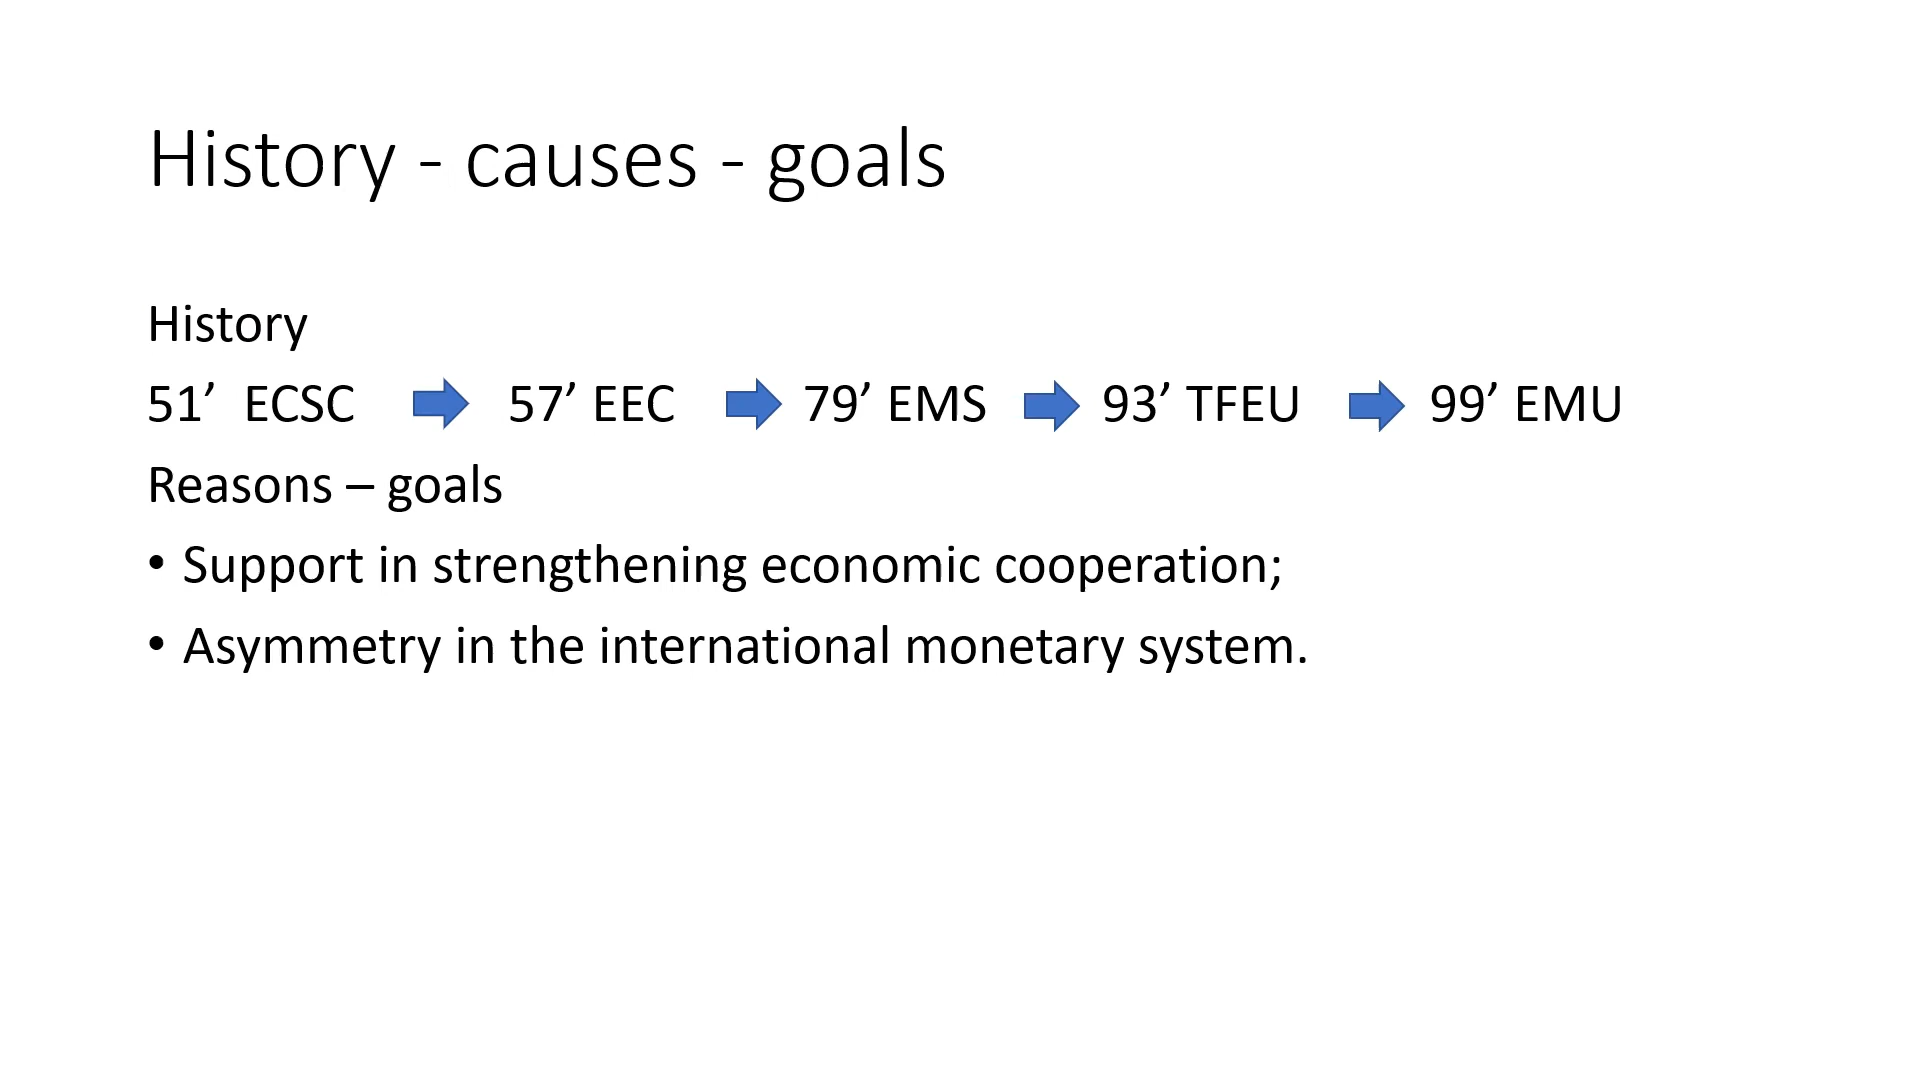 History - causes - goals
History
51’ ECSC 57’ EEC 79’ EMS 93’ TFEU 99’ EMU
Reasons – goals
• Support in strengthening economic cooperation;
• Asymmetry in the international monetary system.